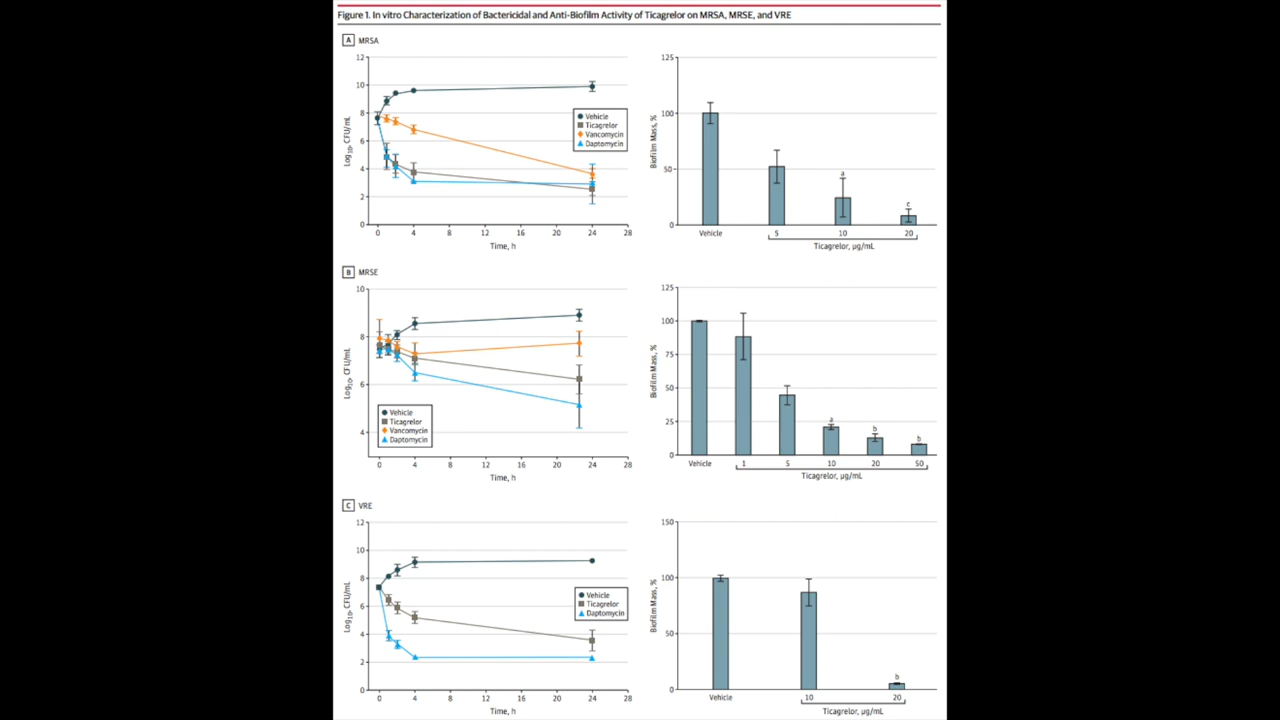 Figure 1. In vitro Characterization of Bactericidal and Anti-Biofilm Activity of Ticagrelor on MRSA, MRSE, and VRE
A MRSA
12
10
8
6
4
2
0
Log10, CFU/mL
0 4 8 12 16 20 24 28
Time, h
Vehicle
Ticagrelor
Vancomycin
Daptomycin
125
100
50
0
Biofilm Mass, %
a
c
Vehicle 5 10 20
Ticagrelor, µg/mL
B MRSE
10
8
6
4
Log10, CFU/mL
0 4 8 12 16 20 24 28
Time, h
Vehicle
Ticagrelor
Vancomycin
Daptomycin
125
100
75
50
25
0
Biofilm Mass, %
a
b
b
Vehicle 1 5 10 20 50
Ticagrelor, µg/mL
C VRE
12
10
8
6
4
2
0
Log10, CFU/mL
0 4 8 12 16 20 24 28
Time, h
Vehicle
Ticagrelor
Daptomycin
150
100
50
0
Biofilm Mass, %
b
Vehicle 10 20
Ticagrelor, µg/mL